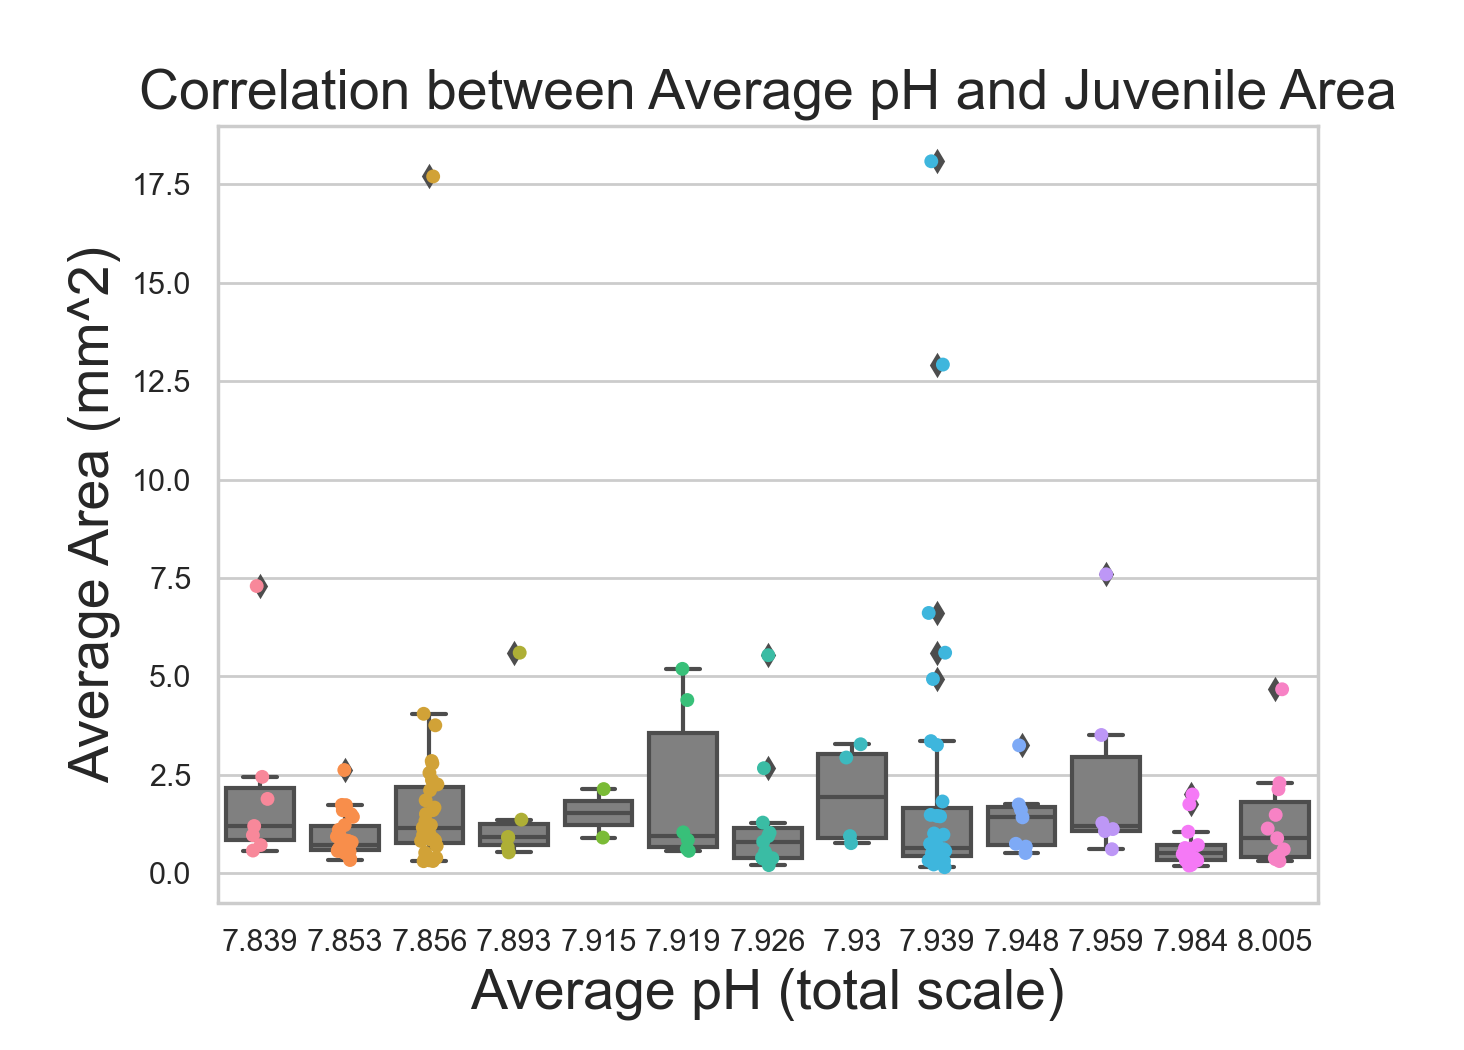 Correlation between Average pH and Juvenile Area
Average Area (mm^2)
17.5
15.0
12.5
10.0
7.5
5.0
2.5
0.0
7.839 7.853 7.856 7.893 7.915 7.919 7.926 7.93 7.939 7.948 7.959 7.984 8.005
Average pH (total scale)